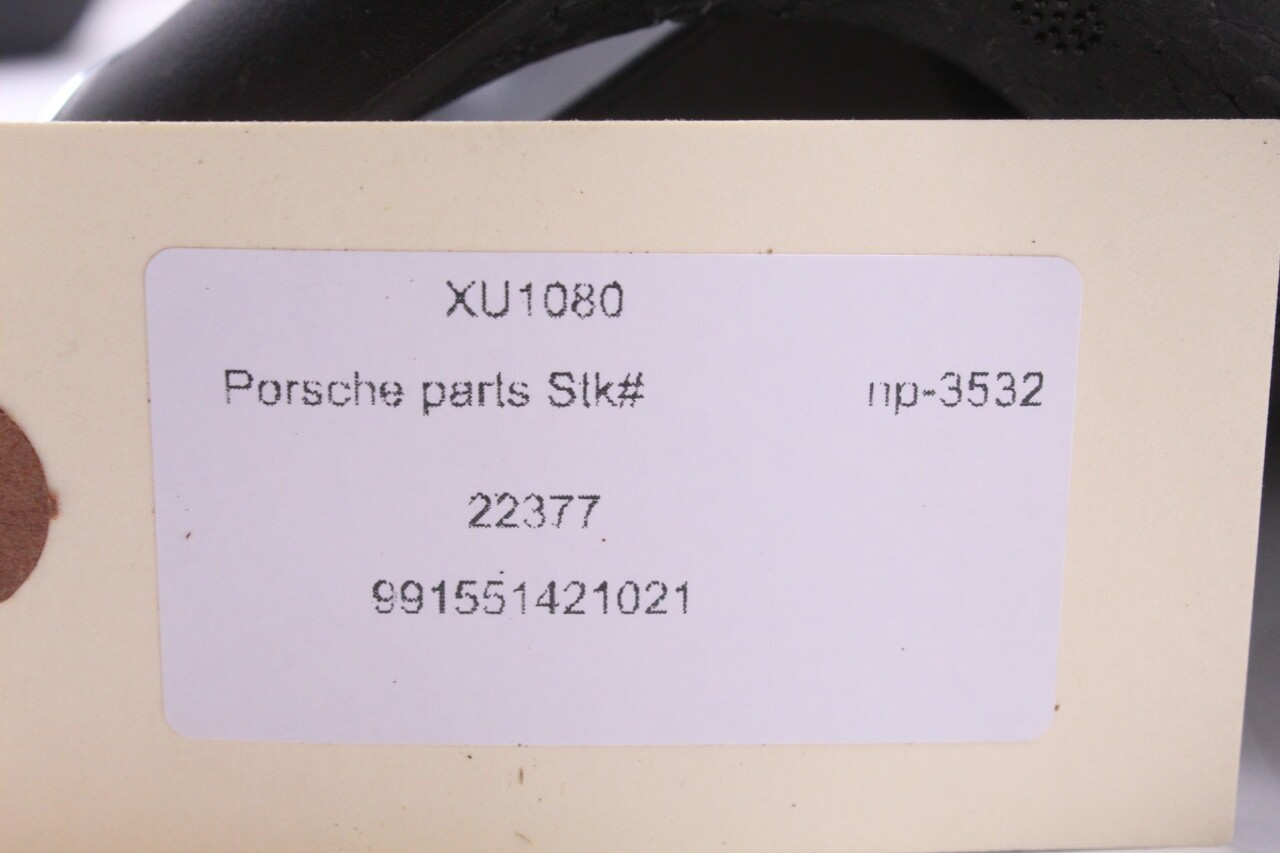 XU1080
Porsche parts Stk# np-3532
22377
991551421021